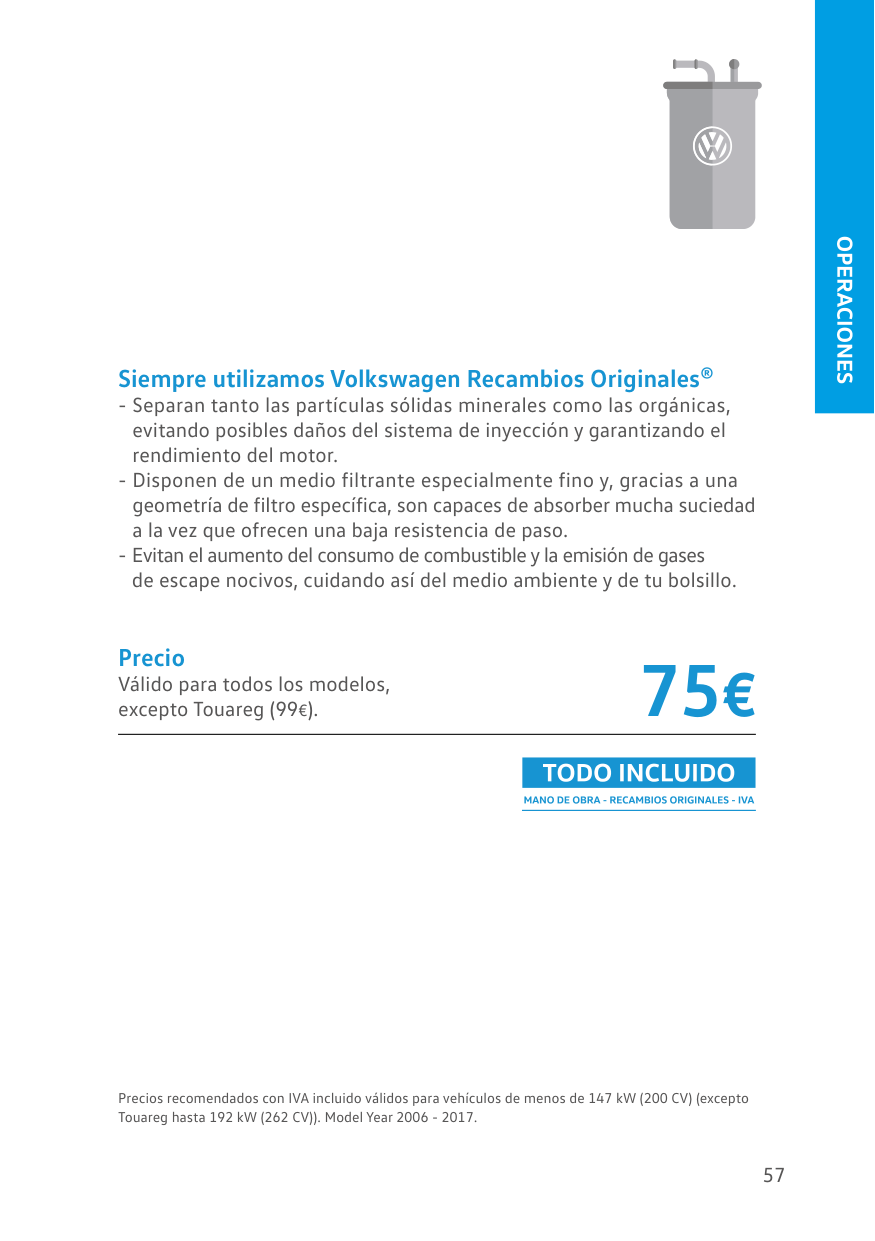 OPERACIONES
Siempre utilizamos Volkswagen Recambios Originales®
- Separan tanto las partículas sólidas minerales como las orgánicas,
evitando posibles daños del sistema de inyección y garantizando el
rendimiento del motor.
- Disponen de un medio filtrante especialmente fino y, gracias a una
geometría de filtro específica, son capaces de absorber mucha suciedad
a la vez que ofrecen una baja resistencia de paso.
- Evitan el aumento del consumo de combustible y la emisión de gases
de escape nocivos, cuidando así del medio ambiente y de tu bolsillo.
Precio
Válido para todos los modelos,
excepto Touareg (99€).
75€
TODO INCLUIDO
MANO DE OBRA - RECAMBIOS ORIGINALES - IVA
Precios recomendados con IVA incluido válidos para vehículos de menos de 147 kW (200 CV) (excepto
Touareg hasta 192 kW (262 CV)). Model Year 2006 - 2017.
57